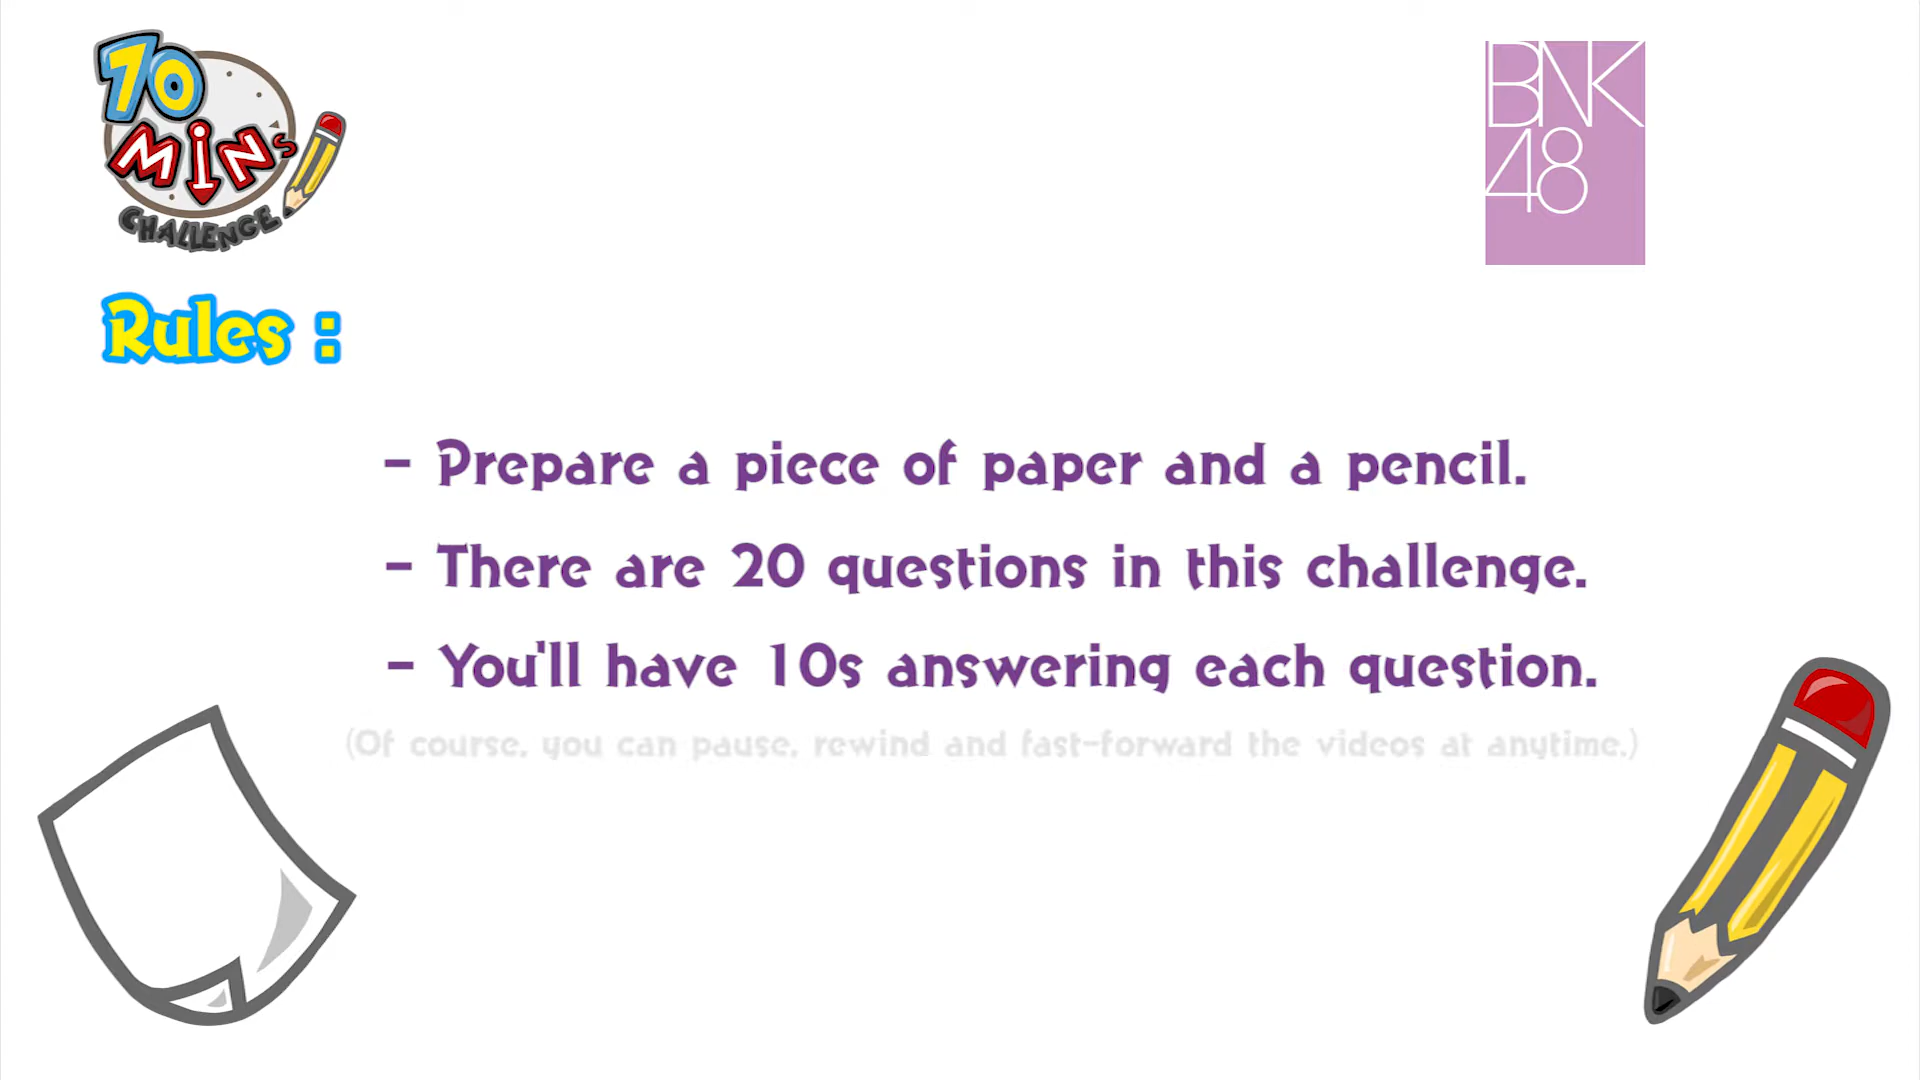 10
MINs
CHALLENGE
BNK
48
Rules :
- Prepare a piece of paper and a pencil.
- There are 20 questions in this challenge.
- You'll have 10s answering each question.
(Of course, you can pause, rewind and fast-forward the videos at anytime.)